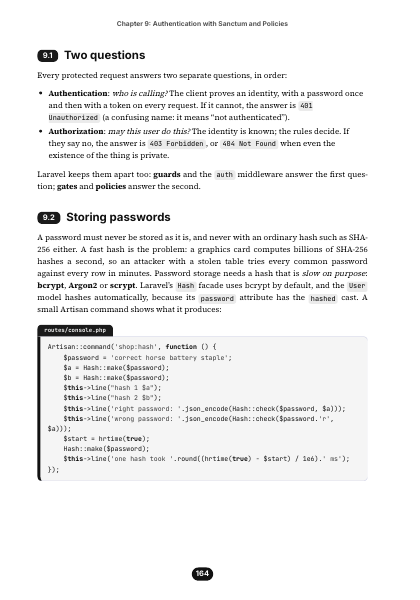 Chapter 9: Authentication with Sanctum and Policies
9.1 Two questions
Every protected request answers two separate questions, in order:
• Authentication: who is calling? The client proves an identity, with a password once
and then with a token on every request. If it cannot, the answer is 401
Unauthorized (a confusing name: it means “not authenticated”).
• Authorization: may this user do this? The identity is known; the rules decide. If
they say no, the answer is 403 Forbidden, or 404 Not Found when even the
existence of the thing is private.
Laravel keeps them apart too: guards and the auth middleware answer the first ques-
tion; gates and policies answer the second.
9.2 Storing passwords
A password must never be stored as it is, and never with an ordinary hash such as SHA-
256 either. A fast hash is the problem: a graphics card computes billions of SHA-256
hashes a second, so an attacker with a stolen table tries every common password
against every row in minutes. Password storage needs a hash that is slow on purpose:
bcrypt, Argon2 or scrypt. Laravel’s Hash facade uses bcrypt by default, and the User
model hashes automatically, because its password attribute has the hashed cast. A
small Artisan command shows what it produces:
routes/console.php
Artisan::command('shop:hash', function () {
    $password = 'correct horse battery staple';
    $a = Hash::make($password);
    $b = Hash::make($password);
    $this->line("hash 1 $a");
    $this->line("hash 2 $b");
    $this->line('right password: '.json_encode(Hash::check($password, $a)));
    $this->line('wrong password: '.json_encode(Hash::check($password.'r',
$a)));
    $start = hrtime(true);
    Hash::make($password);
    $this->line('one hash took '.round((hrtime(true) - $start) / 1e6).' ms');
});
164